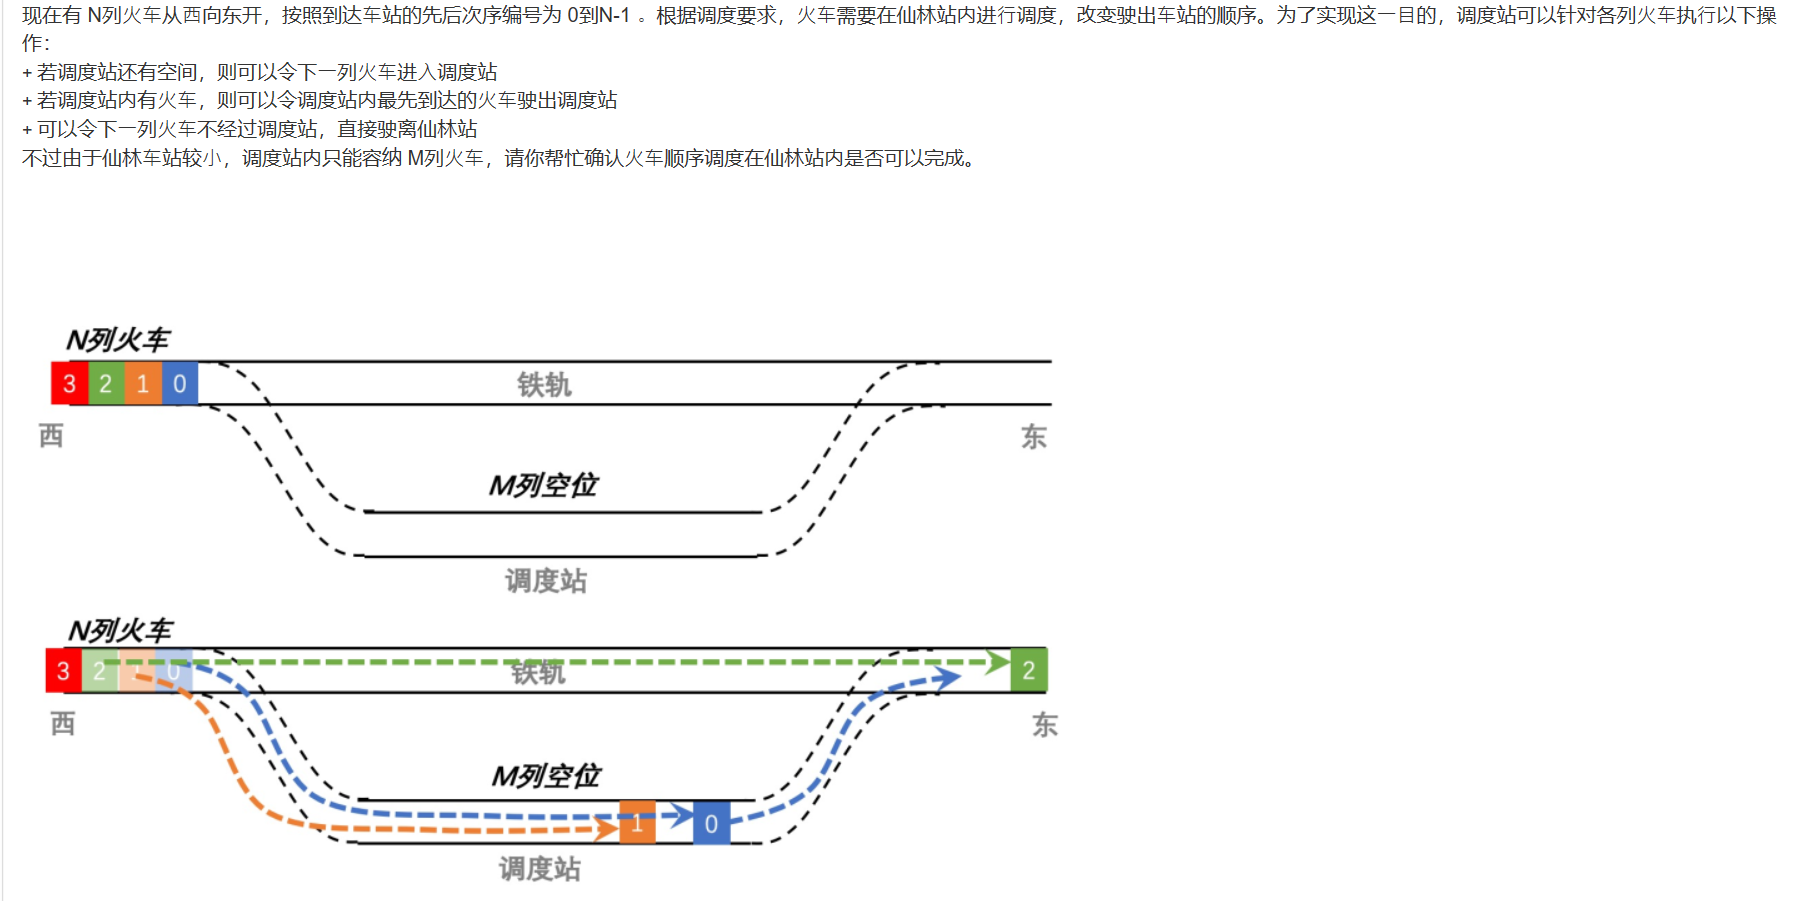 现在有 N列火车从西向东开，按照到达车站的先后次序编号为 0到N-1 。根据调度要求，火车需要在仙林站内进行调度，改变驶出车站的顺序。为了实现这一目的，调度站可以针对各列火车执行以下操
作：
+ 若调度站还有空间，则可以令下一列火车进入调度站
+ 若调度站内有火车，则可以令调度站内最先到达的火车驶出调度站
+ 可以令下一列火车不经过调度站，直接驶离仙林站
不过由于仙林车站较小，调度站内只能容纳 M列火车，请你帮忙确认火车顺序调度在仙林站内是否可以完成。
N列火车
3 2 1 0
铁轨
西
东
M列空位
调度站
N列火车
3 2 1 0
铁轨
2
西
东
M列空位
1 0
调度站